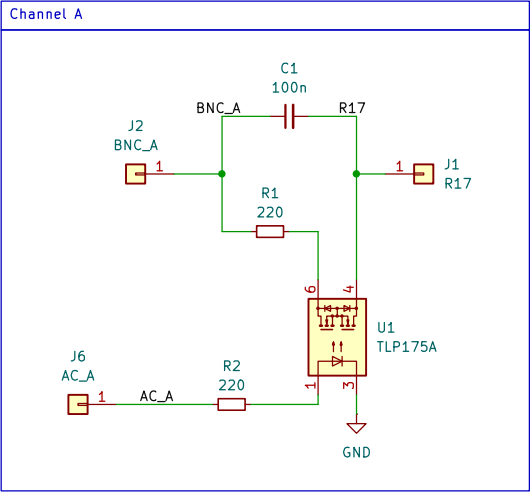 Channel A
C1
100n
BNC_A
R17
J2
BNC_A
1
1
J1
R17
R1
220
6
4
U1
TLP175A
J6
AC_A
1
AC_A
R2
220
1
3
GND